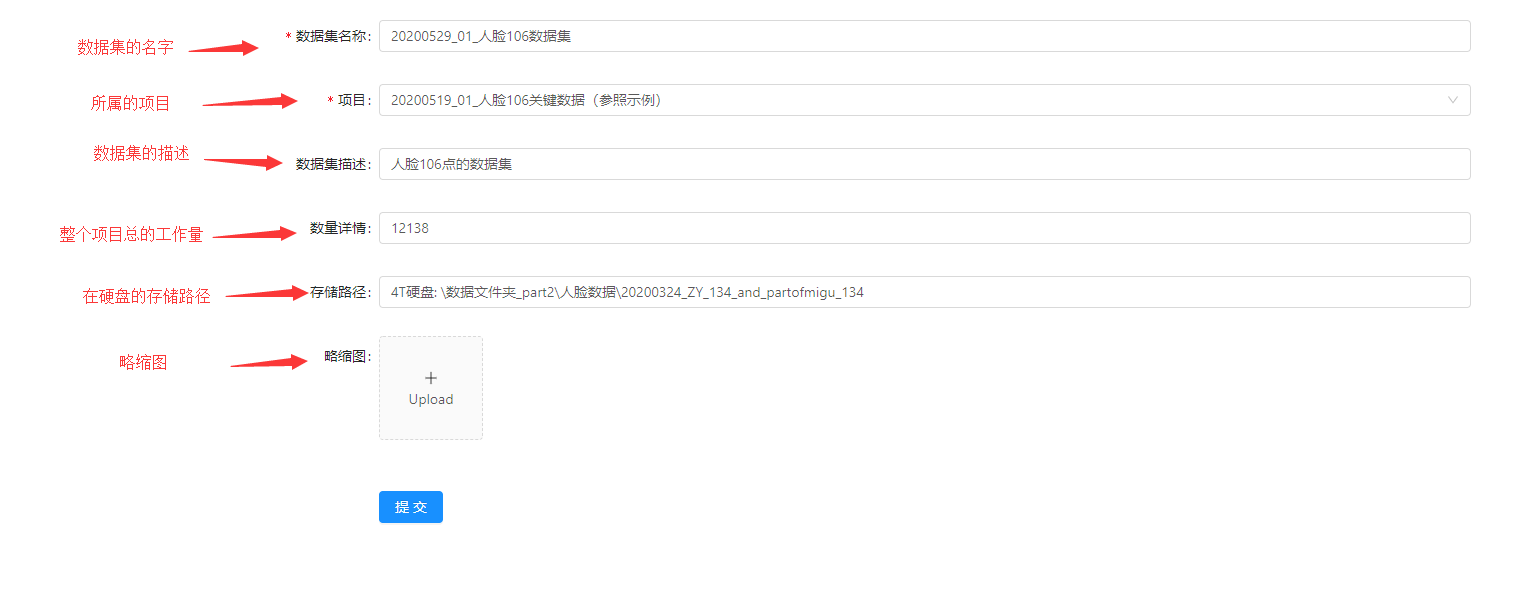 数据集的名字
* 数据集名称: 20200529_01_人脸106数据集
所属的项目
* 项目: 20200519_01_人脸106关键数据（参照示例）
数据集的描述
数据集描述: 人脸106点的数据集
整个项目总的工作量
数量详情: 12138
在硬盘的存储路径
存储路径: 4T硬盘: \数据文件夹_part2\人脸数据\20200324_ZY_134_and_partofmigu_134
略缩图
略缩图:
+
Upload
提 交